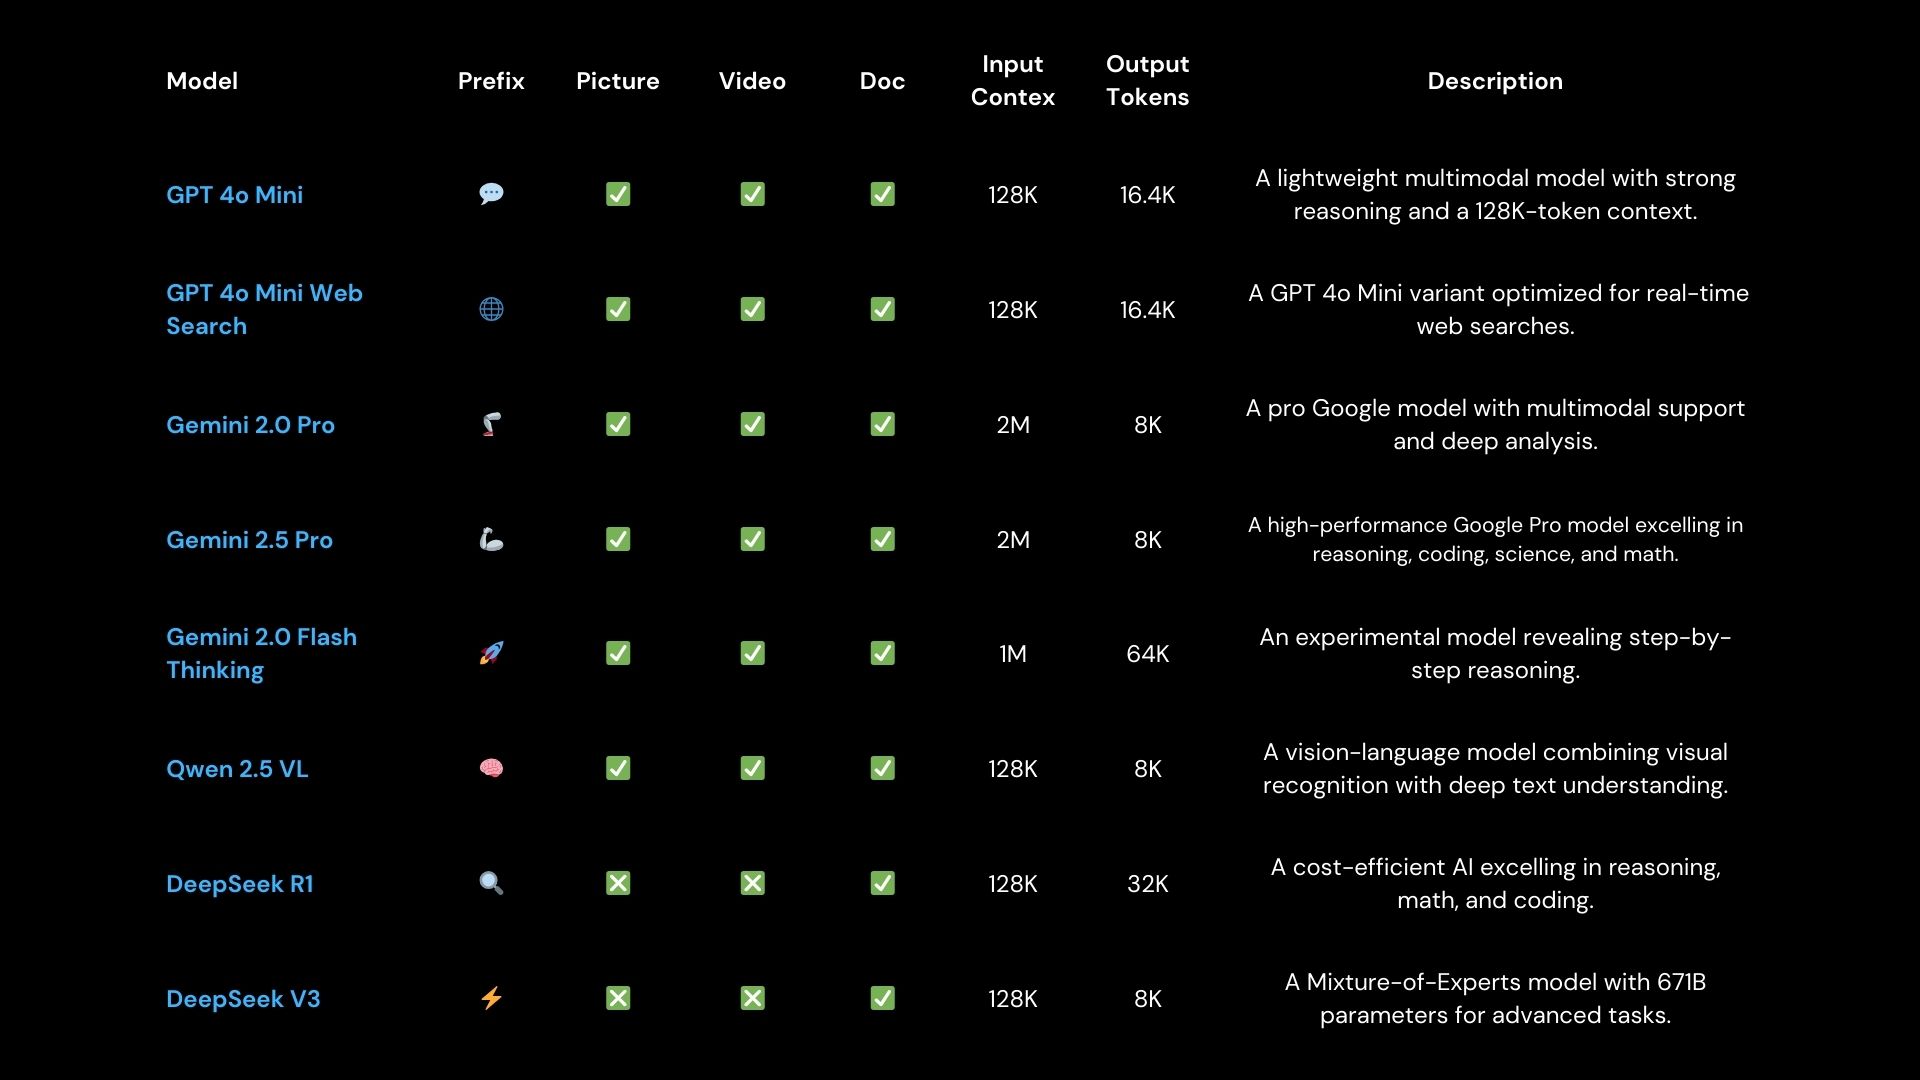 Model Prefix Picture Video Doc Input Contex Output Tokens Description
GPT 4o Mini 💬 ✅ ✅ ✅ 128K 16.4K A lightweight multimodal model with strong
reasoning and a 128K-token context.
GPT 4o Mini Web Search 🌐 ✅ ✅ ✅ 128K 16.4K A GPT 4o Mini variant optimized for real-time
web searches.
Gemini 2.0 Pro 🦿 ✅ ✅ ✅ 2M 8K A pro Google model with multimodal support
and deep analysis.
Gemini 2.5 Pro 🦾 ✅ ✅ ✅ 2M 8K A high-performance Google Pro model excelling in
reasoning, coding, science, and math.
Gemini 2.0 Flash Thinking 🚀 ✅ ✅ ✅ 1M 64K An experimental model revealing step-by-
step reasoning.
Qwen 2.5 VL 🧠 ✅ ✅ ✅ 128K 8K A vision-language model combining visual
recognition with deep text understanding.
DeepSeek R1 🔍 ❎ ❎ ✅ 128K 32K A cost-efficient AI excelling in reasoning,
math, and coding.
DeepSeek V3 ⚡ ❎ ❎ ✅ 128K 8K A Mixture-of-Experts model with 671B
parameters for advanced tasks.